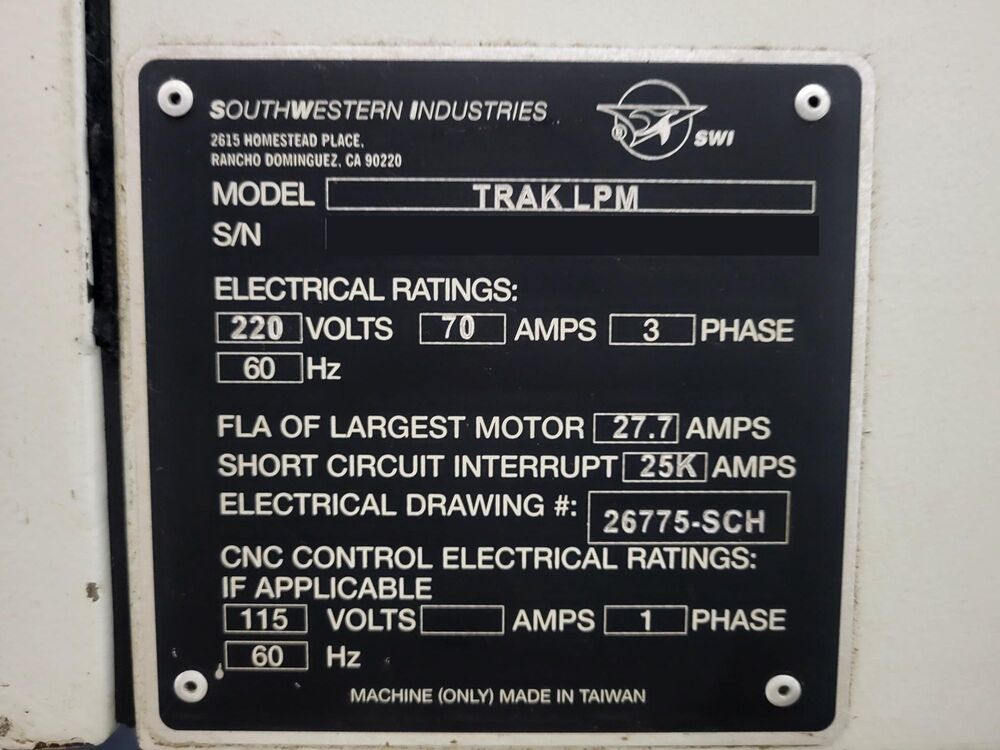 SOUTHWESTERN INDUSTRIES
2615 HOMESTEAD PLACE,
RANCHO DOMINGUEZ, CA 90220
® SWI
MODEL TRAK LPM
S/N
ELECTRICAL RATINGS:
220 VOLTS 70 AMPS 3 PHASE
60 Hz
FLA OF LARGEST MOTOR 27.7 AMPS
SHORT CIRCUIT INTERRUPT 25K AMPS
ELECTRICAL DRAWING #: 26775-SCH
CNC CONTROL ELECTRICAL RATINGS:
IF APPLICABLE
115 VOLTS AMPS 1 PHASE
60 Hz
MACHINE (ONLY) MADE IN TAIWAN